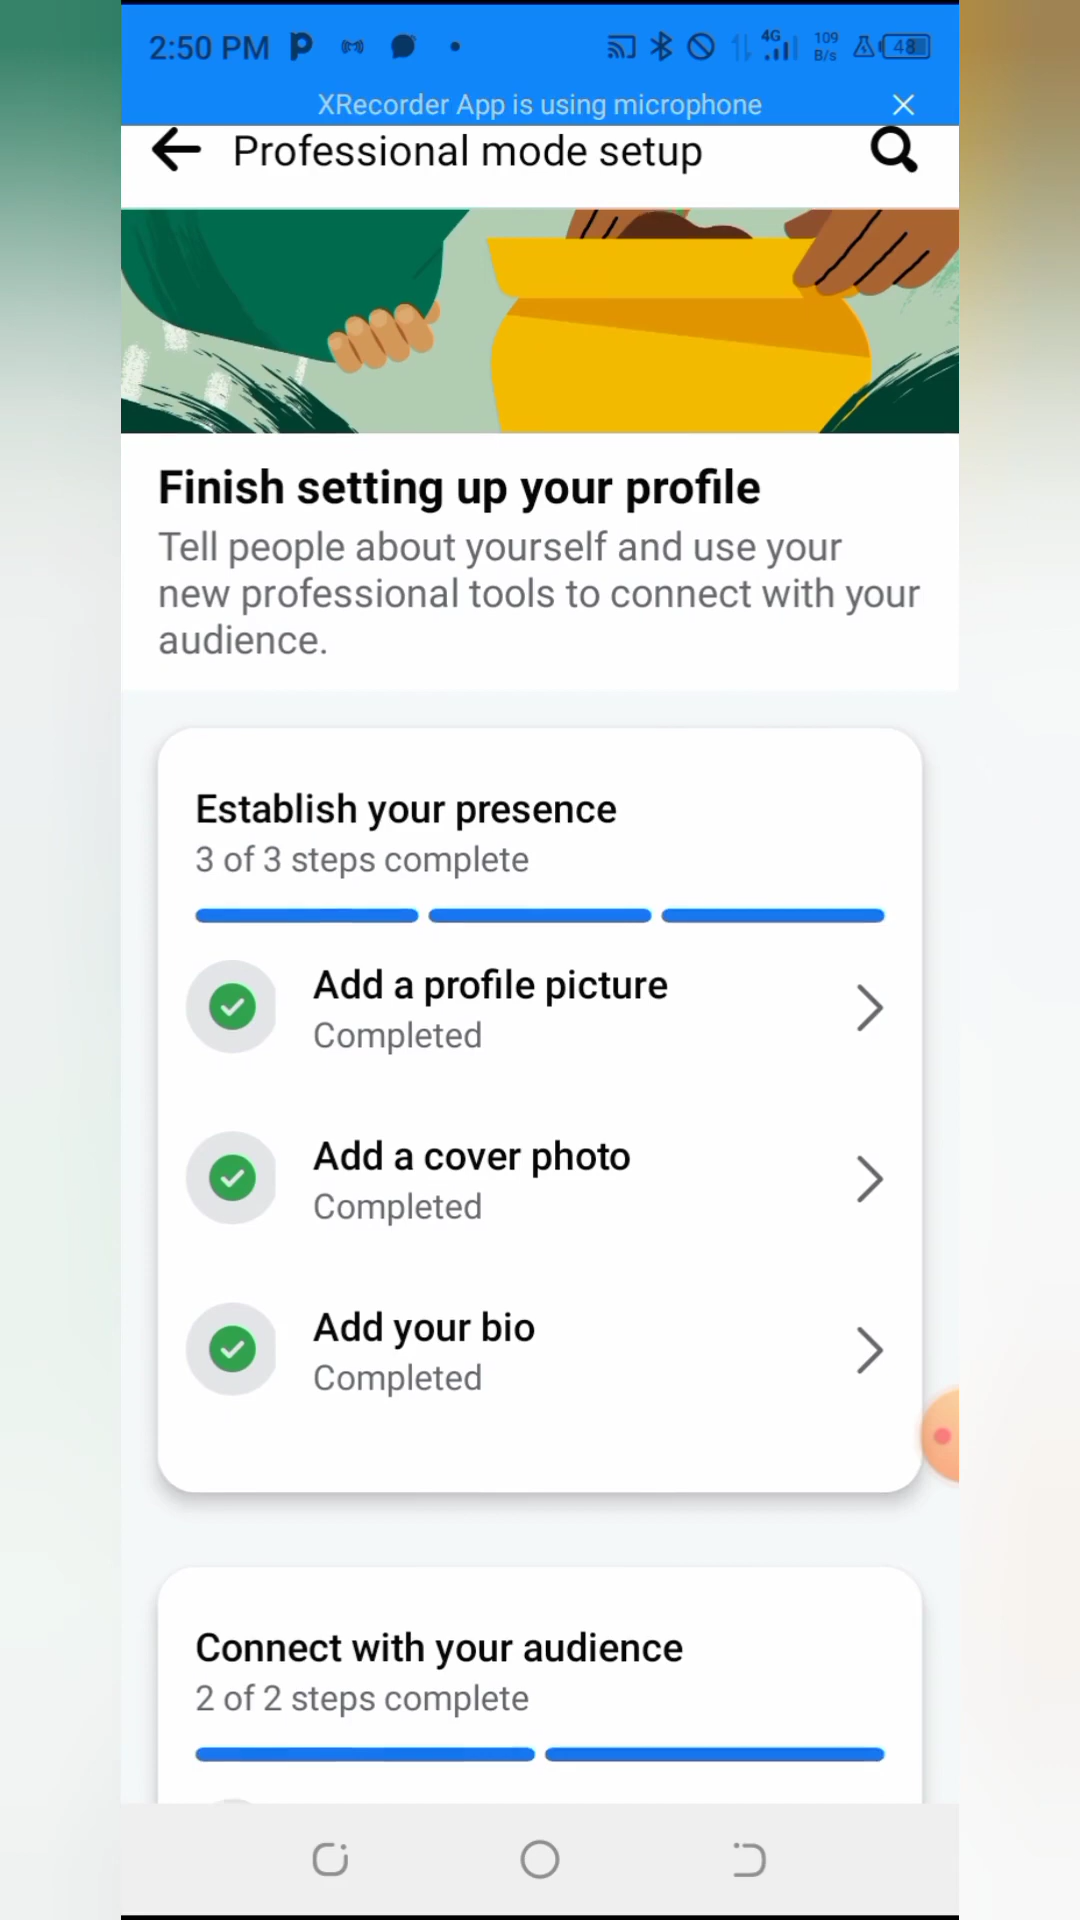 2:50 PM
4G
109
B/s
48
XRecorder App is using microphone
Professional mode setup
Finish setting up your profile
Tell people about yourself and use your
new professional tools to connect with your
audience.
Establish your presence
3 of 3 steps complete
Add a profile picture
Completed
Add a cover photo
Completed
Add your bio
Completed
Connect with your audience
2 of 2 steps complete